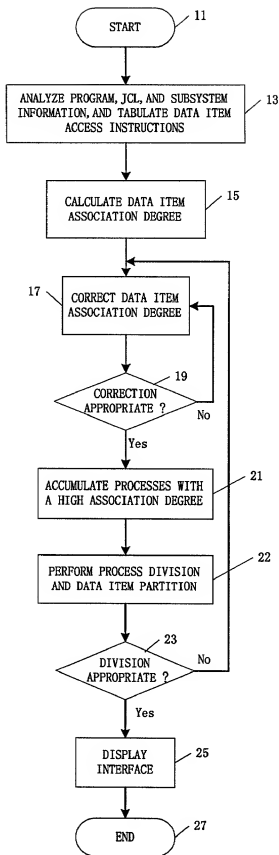 START
11
ANALYZE PROGRAM, JCL, AND SUBSYSTEM
INFORMATION, AND TABULATE DATA ITEM
ACCESS INSTRUCTIONS
13
CALCULATE DATA ITEM
ASSOCIATION DEGREE
15
17
CORRECT DATA ITEM
ASSOCIATION DEGREE
19
CORRECTION
APPROPRIATE ?
No
Yes
ACCUMULATE PROCESSES WITH
A HIGH ASSOCIATION DEGREE
21
PERFORM PROCESS DIVISION
AND DATA ITEM PARTITION
22
23
DIVISION
APPROPRIATE ?
No
Yes
DISPLAY
INTERFACE
25
END
27